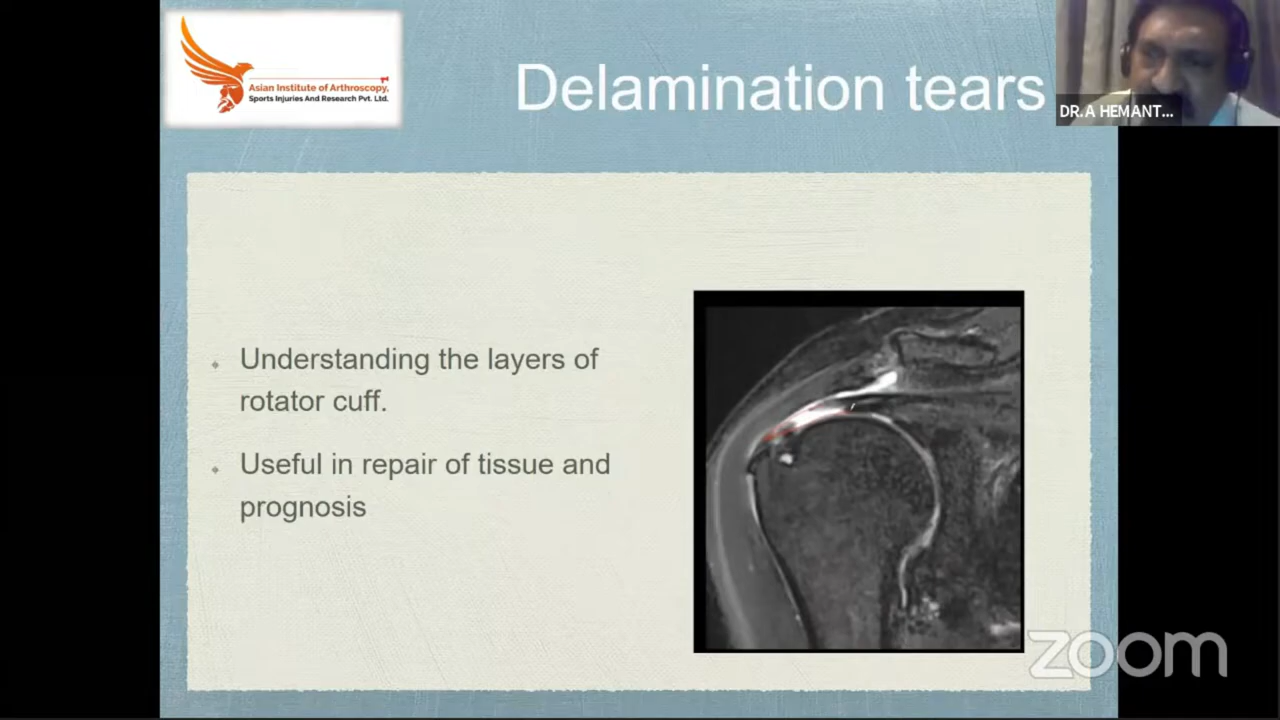 Asian Institute of Arthroscopy,
Sports Injuries And Research Pvt. Ltd.
Delamination tears
DR. A HEMANT...
Understanding the layers of
rotator cuff.
Useful in repair of tissue and
prognosis
zoom